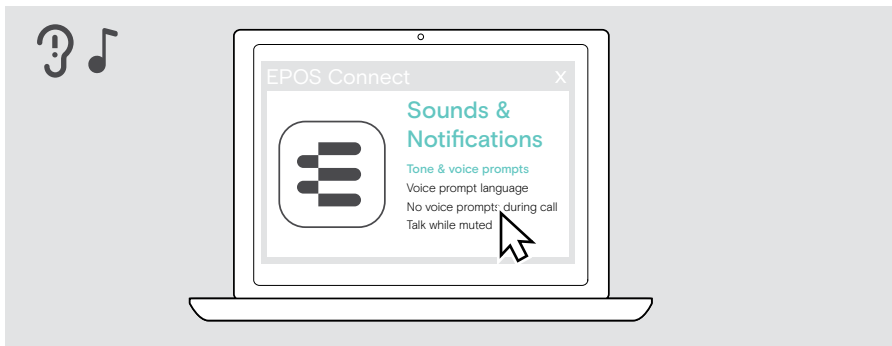 EPOS Connect X
Sounds &
Notifications
Tone & voice prompts
Voice prompt language
No voice prompts during call
Talk while muted